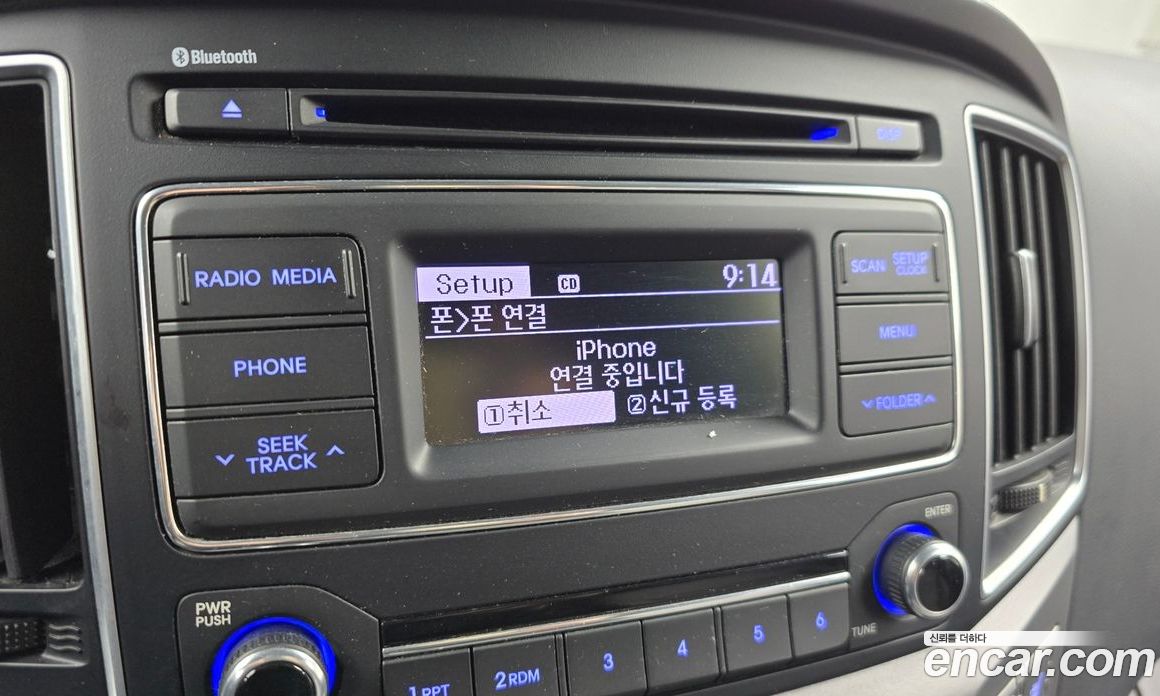 Bluetooth
DISP
RADIO MEDIA
PHONE
SEEK
TRACK
Setup CD 9:14
폰>폰 연결
iPhone
연결 중입니다
①취소 ②신규 등록
SCAN SETUP
CLOCK
MENU
FOLDER
PWR
PUSH
1 RPT 2 RDM 3 4 5 6
ENTER
TUNE
신뢰를 더하다
encar.com